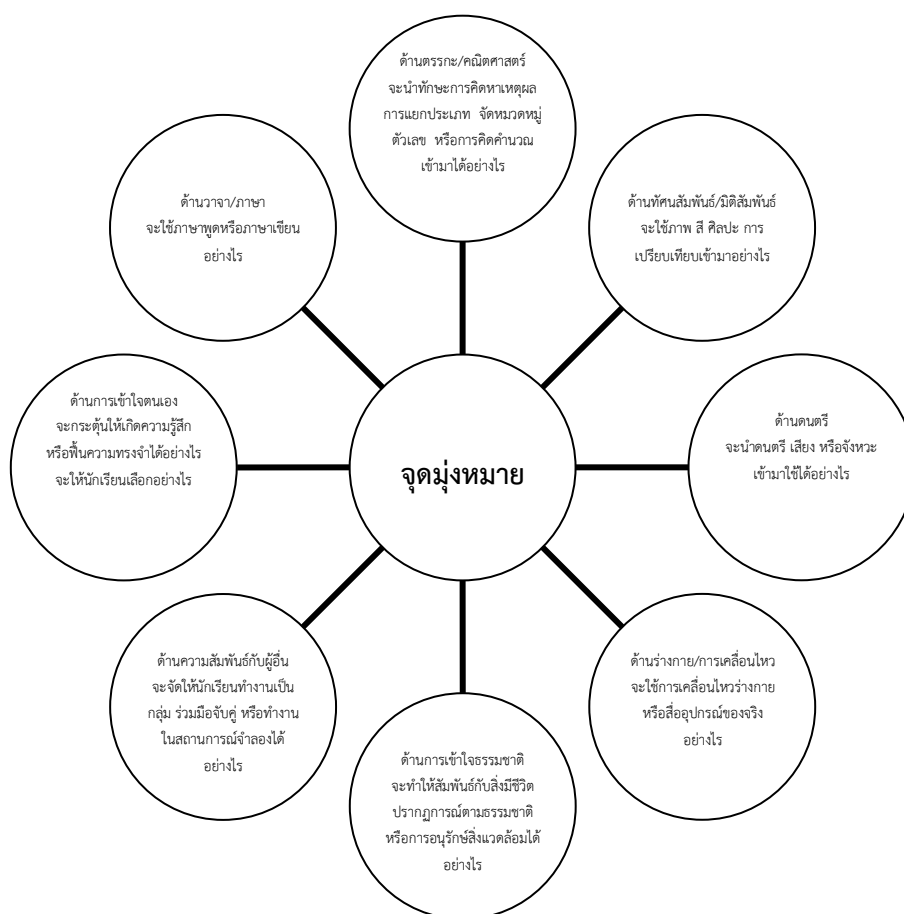 ด้านตรรกะ/คณิตศาสตร์
จะนำทักษะการคิดหาเหตุผล
การแยกประเภท จัดหมวดหมู่
ตัวเลข หรือการคิดคำนวณ
เข้ามาได้อย่างไร
ด้านวาจา/ภาษา
จะใช้ภาษาพูดหรือภาษาเขียน
อย่างไร
ด้านทัศนสัมพันธ์/มิติสัมพันธ์
จะใช้ภาพ สี ศิลปะ การ
เปรียบเทียบเข้ามาอย่างไร
ด้านการเข้าใจตนเอง
จะกระตุ้นให้เกิดความรู้สึก
หรือฟื้นความทรงจำได้อย่างไร
จะให้นักเรียนเลือกอย่างไร
จุดมุ่งหมาย
ด้านดนตรี
จะนำดนตรี เสียง หรือจังหวะ
เข้ามาใช้ได้อย่างไร
ด้านความสัมพันธ์กับผู้อื่น
จะจัดให้นักเรียนทำงานเป็น
กลุ่ม ร่วมมือจับคู่ หรือทำงาน
ในสถานการณ์จำลองได้
อย่างไร
ด้านร่างกาย/การเคลื่อนไหว
จะใช้การเคลื่อนไหวร่างกาย
หรือสื่ออุปกรณ์ของจริง
อย่างไร
ด้านการเข้าใจธรรมชาติ
จะทำให้สัมพันธ์กับสิ่งมีชีวิต
ปรากฏการณ์ตามธรรมชาติ
หรือการอนุรักษ์สิ่งแวดล้อมได้
อย่างไร